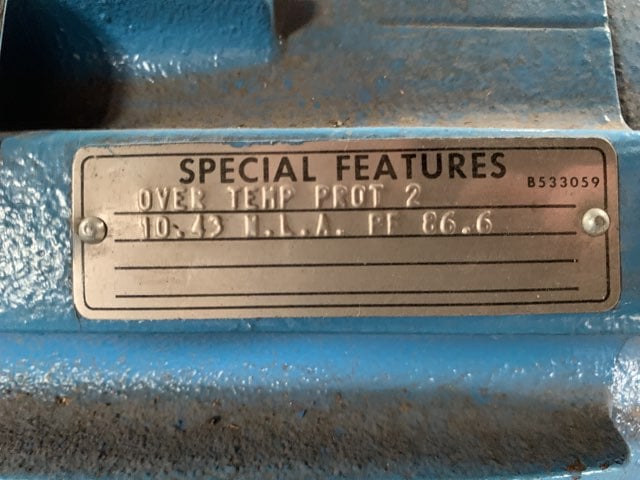 SPECIAL FEATURES
B533059
OVER TEMP PROT 2
10.43 N.L.A. PF 86.6